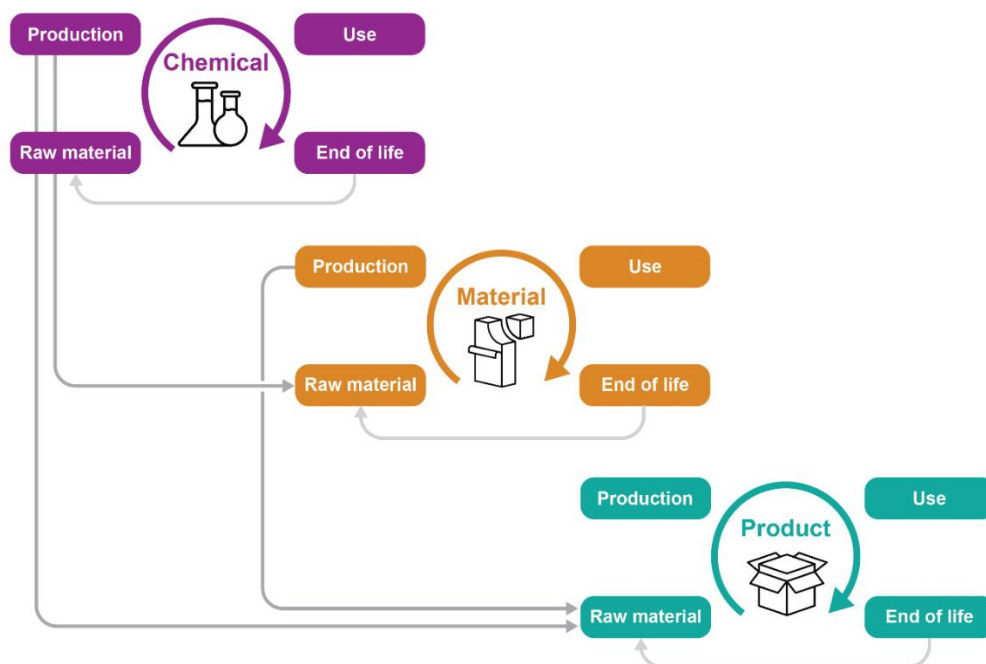 Production
Use
Chemical
Raw material
End of life
Production
Use
Material
Raw material
End of life
Production
Use
Product
Raw material
End of life